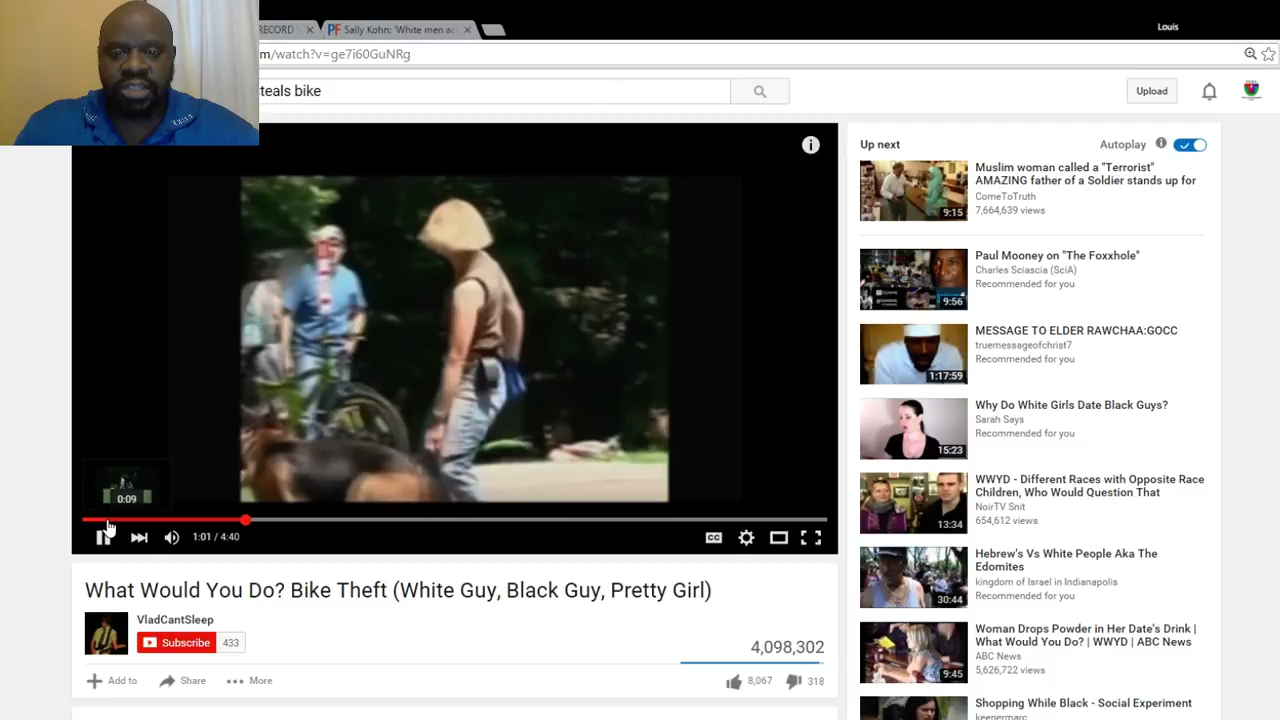 RECORD
Sally Kohn: 'White men ac
Louis
m/watch?v=ge7i60GuNRg
teals bike
Upload
Up next
Autoplay
Muslim woman called a "Terrorist"
AMAZING father of a Soldier stands up for
ComeToTruth
7,664,639 views
9:15
Paul Mooney on "The Foxxhole"
Charles Sciascia (SciA)
Recommended for you
9:56
MESSAGE TO ELDER RAWCHAA:GOCC
truemessageofchrist7
Recommended for you
1:17:59
Why Do White Girls Date Black Guys?
Sarah Says
Recommended for you
15:23
WWYD - Different Races with Opposite Race
Children, Who Would Question That
NoirTV Snit
654,612 views
13:34
Hebrew's Vs White People Aka The
Edomites
kingdom of Israel in Indianapolis
Recommended for you
30:44
Woman Drops Powder in Her Date's Drink |
What Would You Do? | WWYD | ABC News
ABC News
5,626,722 views
9:45
Shopping While Black - Social Experiment
keenermarc
0:09
1:01 / 4:40
CC
What Would You Do? Bike Theft (White Guy, Black Guy, Pretty Girl)
VladCantSleep
Subscribe 433
4,098,302
Add to
Share
More
8,067
318